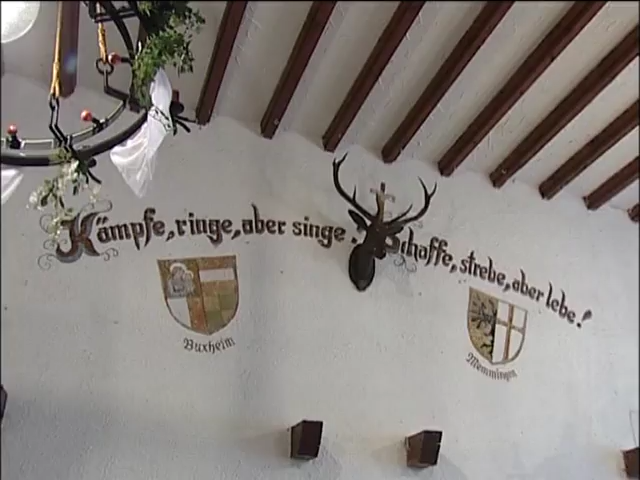 Kämpfe, ringe, aber singe! Schaffe, strebe, aber lebe!
Buxheim
Memmingen